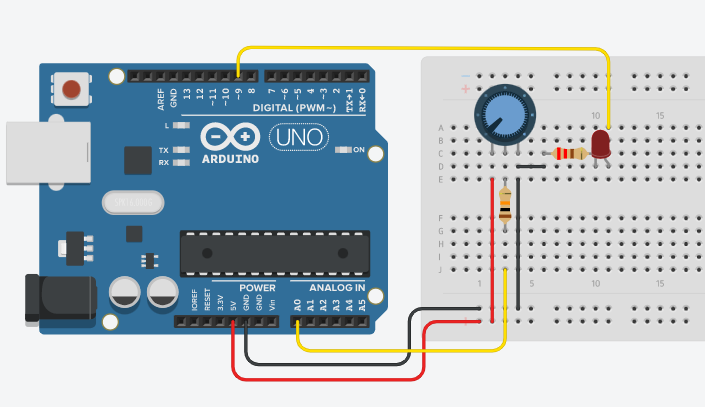 AREF
GND
13
12
~11
~10
~9
8
7
~6
~5
4
~3
2
TX→1
RX←0
DIGITAL (PWM~)
L
TX
RX
UNO
ARDUINO
ON
POWER
ANALOG IN
IOREF
RESET
3.3V
5V
GND
GND
Vin
A0
A1
A2
A3
A4
A5
10
15
A
B
C
D
E
F
G
H
I
J
1
5
10
15